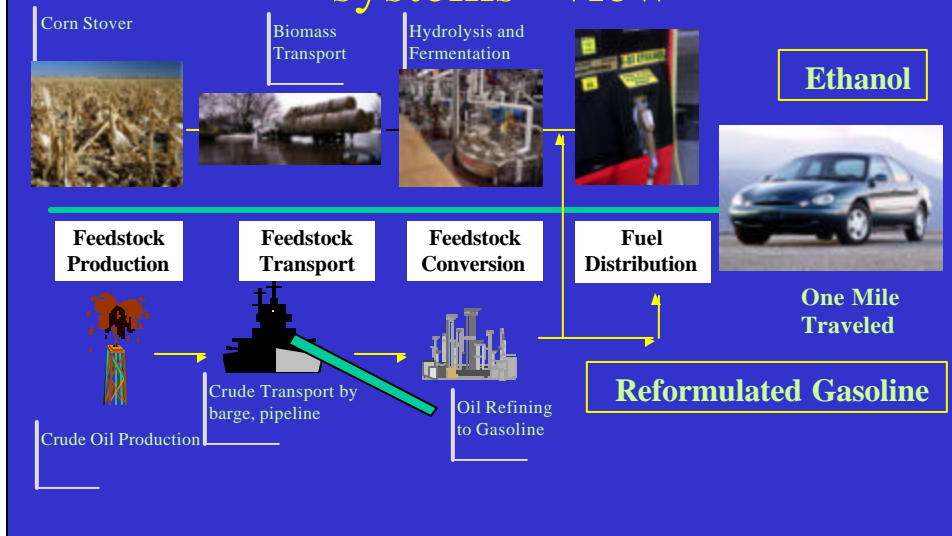 Corn Stover
Biomass
Transport
Hydrolysis and
Fermentation
Ethanol
Feedstock
Production
Feedstock
Transport
Feedstock
Conversion
Fuel
Distribution
One Mile
Traveled
Crude Oil Production
Crude Transport by
barge, pipeline
Oil Refining
to Gasoline
Reformulated Gasoline